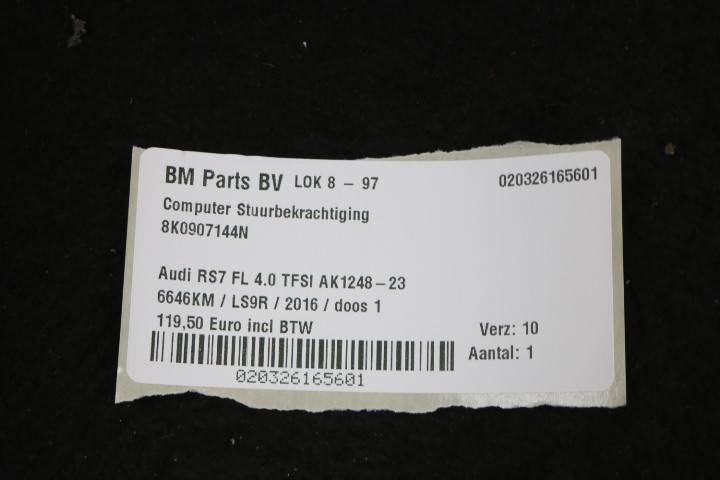 BM Parts BV LOK 8 - 97 020326165601
Computer Stuurbekrachtiging
8K0907144N
Audi RS7 FL 4.0 TFSI AK1248-23
6646KM / LS9R / 2016 / doos 1
119,50 Euro incl BTW Verz: 10
Aantal: 1
020326165601